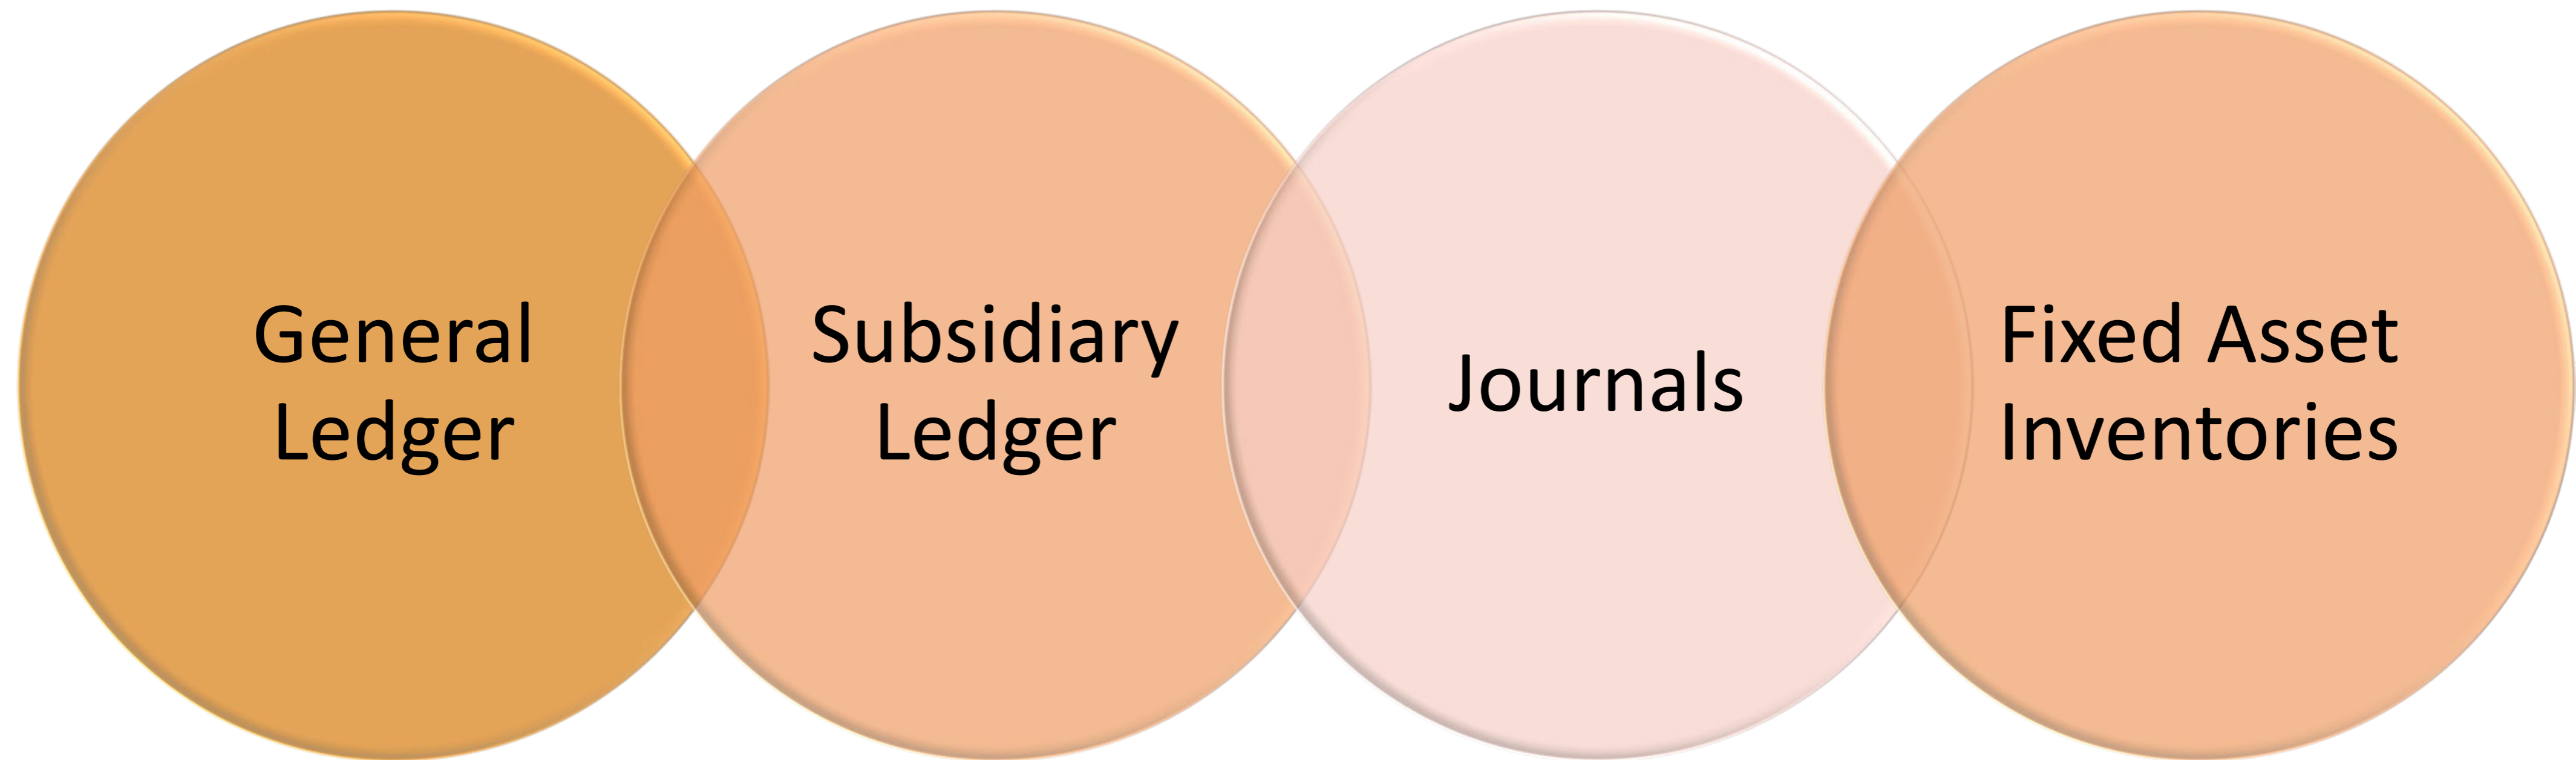 General
Ledger
Subsidiary
Ledger
Journals
Fixed Asset
Inventories